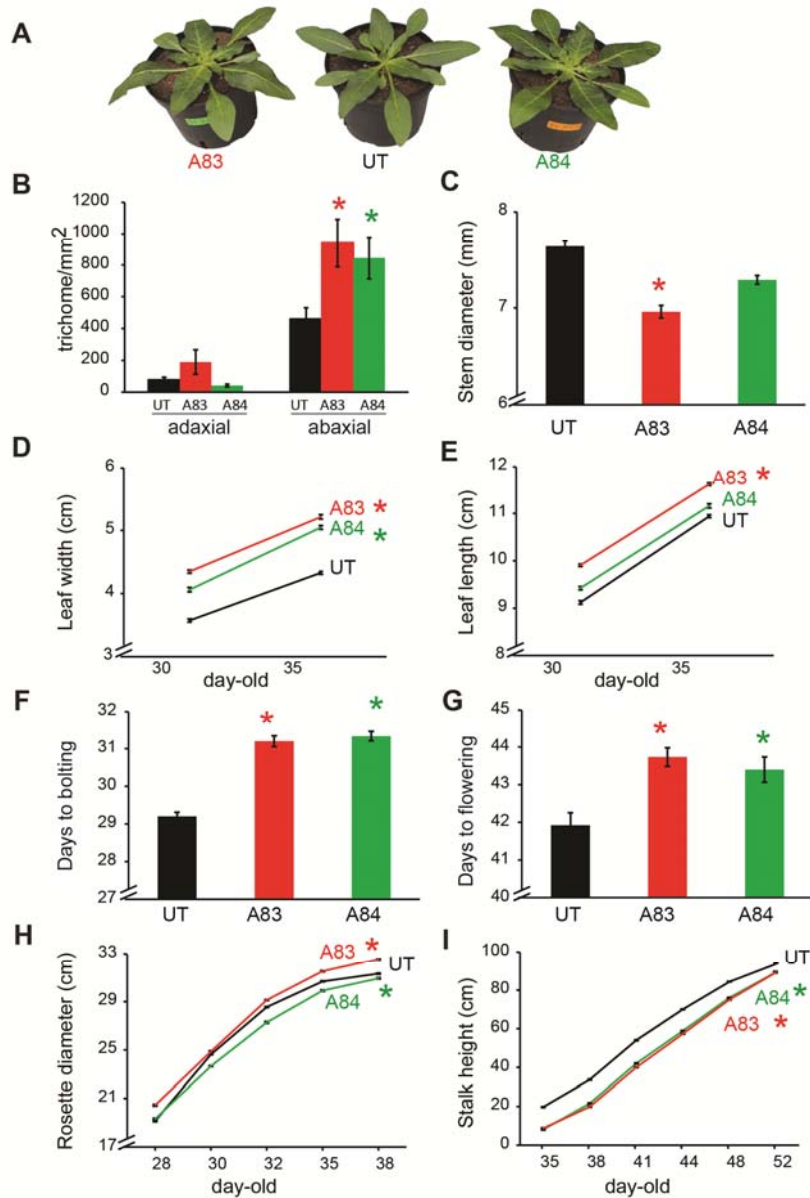 A
A83 UT A84
B
trichome/mm2
1200
1000
800
600
400
200
0
* *
UT A83 A84 UT A83 A84
adaxial abaxial
C
Stem diameter (mm)
8
7
6
*
UT A83 A84
D
Leaf width (cm)
6
5
4
3
A83 *
A84 *
UT
30 35
day-old
E
Leaf length (cm)
12
11
10
9
8
A83 *
A84
UT
30 35
day-old
F
Days to bolting
32
31
30
29
28
27
* *
UT A83 A84
G
Days to flowering
45
44
43
42
41
40
* *
UT A83 A84
H
Rosette diameter (cm)
33
29
25
21
17
A83 *
UT
A84 *
28 30 32 35 38
day-old
I
Stalk height (cm)
100
80
60
40
20
0
UT
A84 *
A83 *
35 38 41 44 48 52
day-old